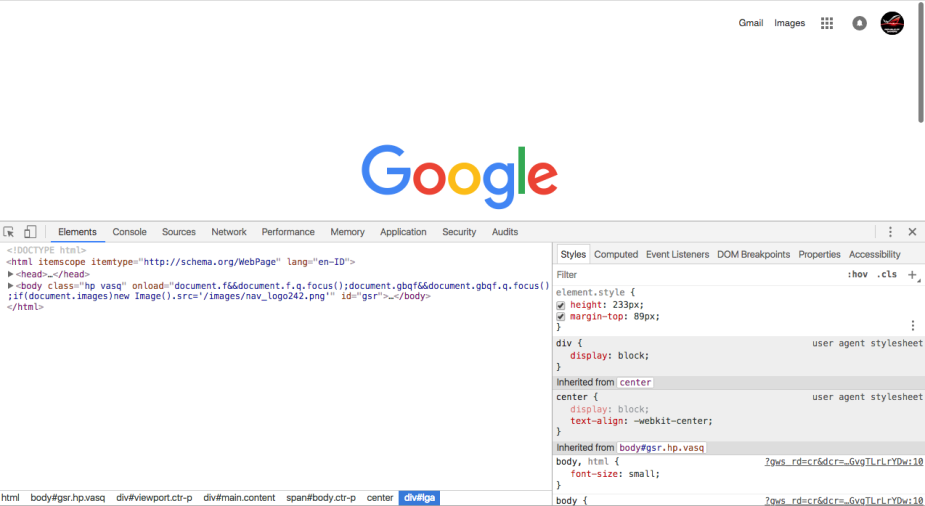 Gmail Images
Google
Elements Console Sources Network Performance Memory Application Security Audits
<!DOCTYPE html>
<html itemscope itemtype="http://schema.org/WebPage" lang="en-ID">
▶<head>…</head>
▶<body class="hp vasq" onload="document.f&&document.f.q.focus();document.gbqf&&document.gbqf.q.focus()
;if(document.images)new Image().src='/images/nav_logo242.png'" id="gsr">…</body>
</html>
html body#gsr.hp.vasq div#viewport.ctr-p div#main.content span#body.ctr-p center div#lga
Styles Computed Event Listeners DOM Breakpoints Properties Accessibility
Filter :hov .cls +
element.style {
height: 233px;
margin-top: 89px;
}
div { user agent stylesheet
display: block;
}
Inherited from center
center { user agent stylesheet
display: block;
text-align: -webkit-center;
}
Inherited from body#gsr.hp.vasq
body, html { ?gws_rd=cr&dcr=…GvgTLrLrYDw:10
font-size: small;
}
body { ?gws_rd=cr&dcr=…GvgTLrLrYDw:10